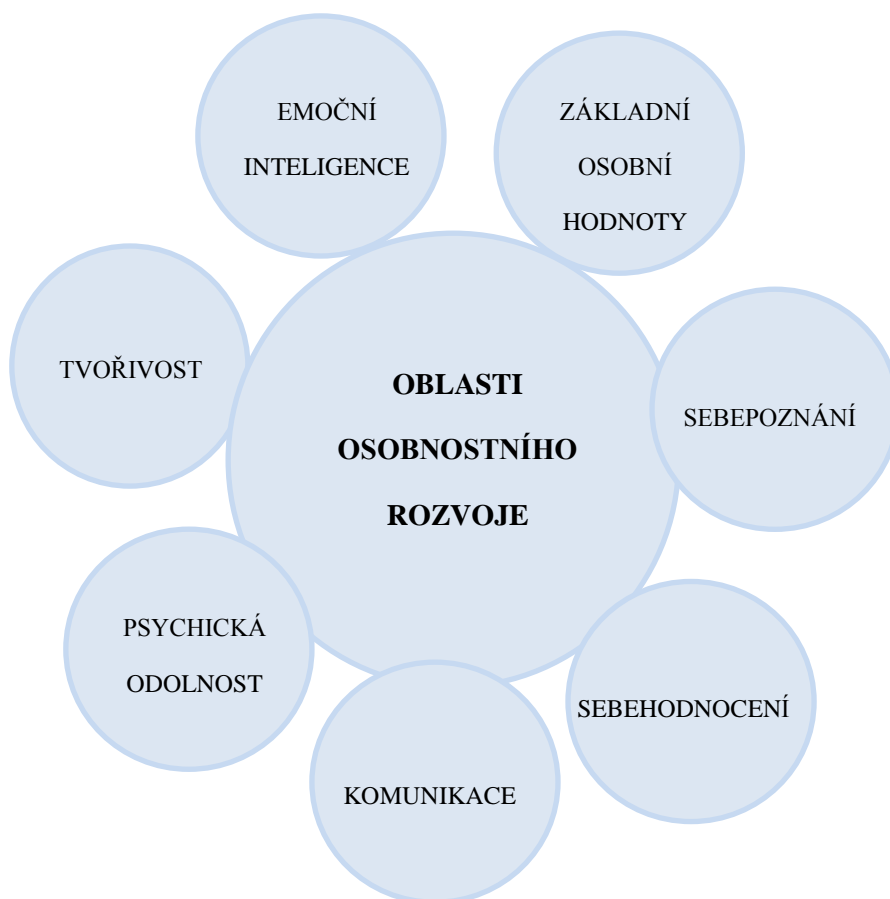 EMOČNÍ
INTELIGENCE
ZÁKLADNÍ
OSOBNÍ
HODNOTY
TVOŘIVOST
OBLASTI
OSOBNOSTNÍHO
ROZVOJE
SEBEPOZNÁNÍ
PSYCHICKÁ
ODOLNOST
SEBEHODNOCENÍ
KOMUNIKACE